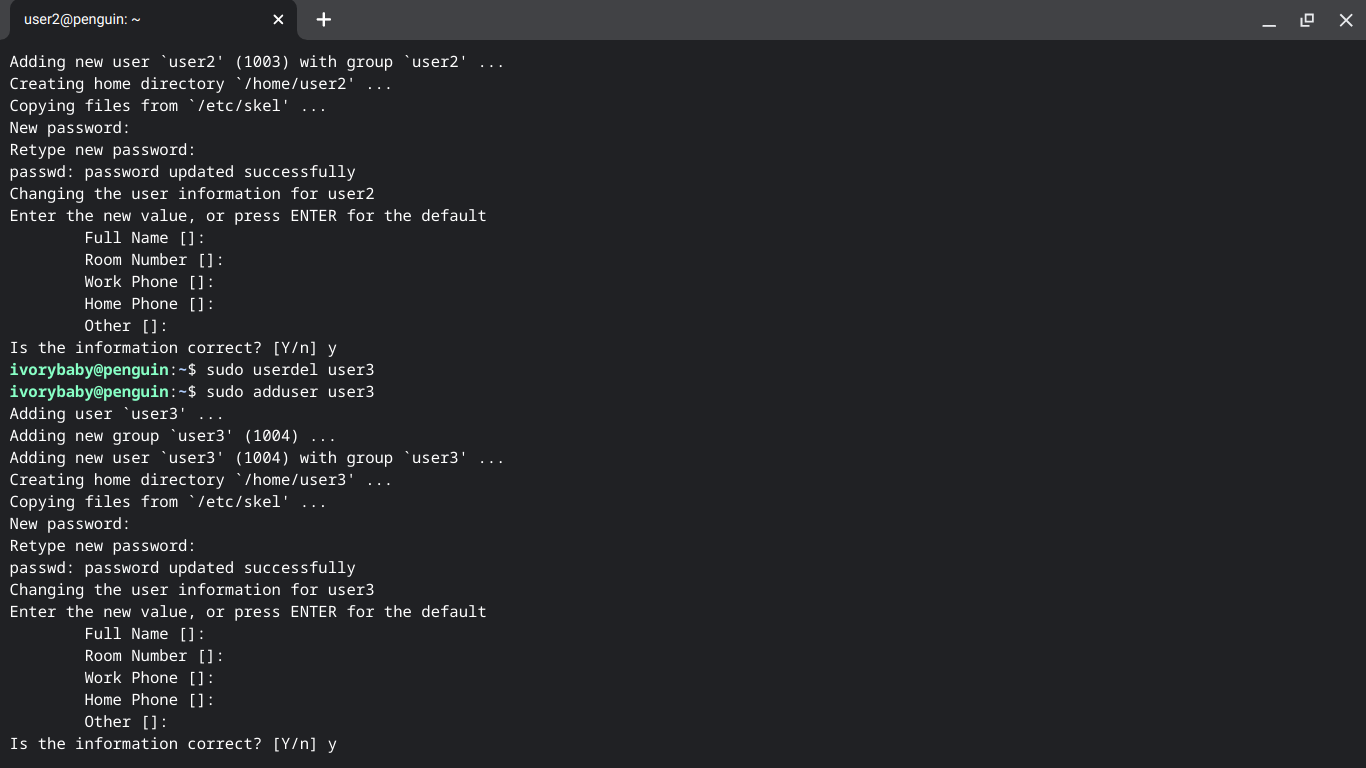 user2@penguin: ~
Adding new user `user2' (1003) with group `user2' ...
Creating home directory `/home/user2' ...
Copying files from `/etc/skel' ...
New password:
Retype new password:
passwd: password updated successfully
Changing the user information for user2
Enter the new value, or press ENTER for the default
        Full Name []:
        Room Number []:
        Work Phone []:
        Home Phone []:
        Other []:
Is the information correct? [Y/n] y
ivorybaby@penguin:~$ sudo userdel user3
ivorybaby@penguin:~$ sudo adduser user3
Adding user `user3' ...
Adding new group `user3' (1004) ...
Adding new user `user3' (1004) with group `user3' ...
Creating home directory `/home/user3' ...
Copying files from `/etc/skel' ...
New password:
Retype new password:
passwd: password updated successfully
Changing the user information for user3
Enter the new value, or press ENTER for the default
        Full Name []:
        Room Number []:
        Work Phone []:
        Home Phone []:
        Other []:
Is the information correct? [Y/n] y